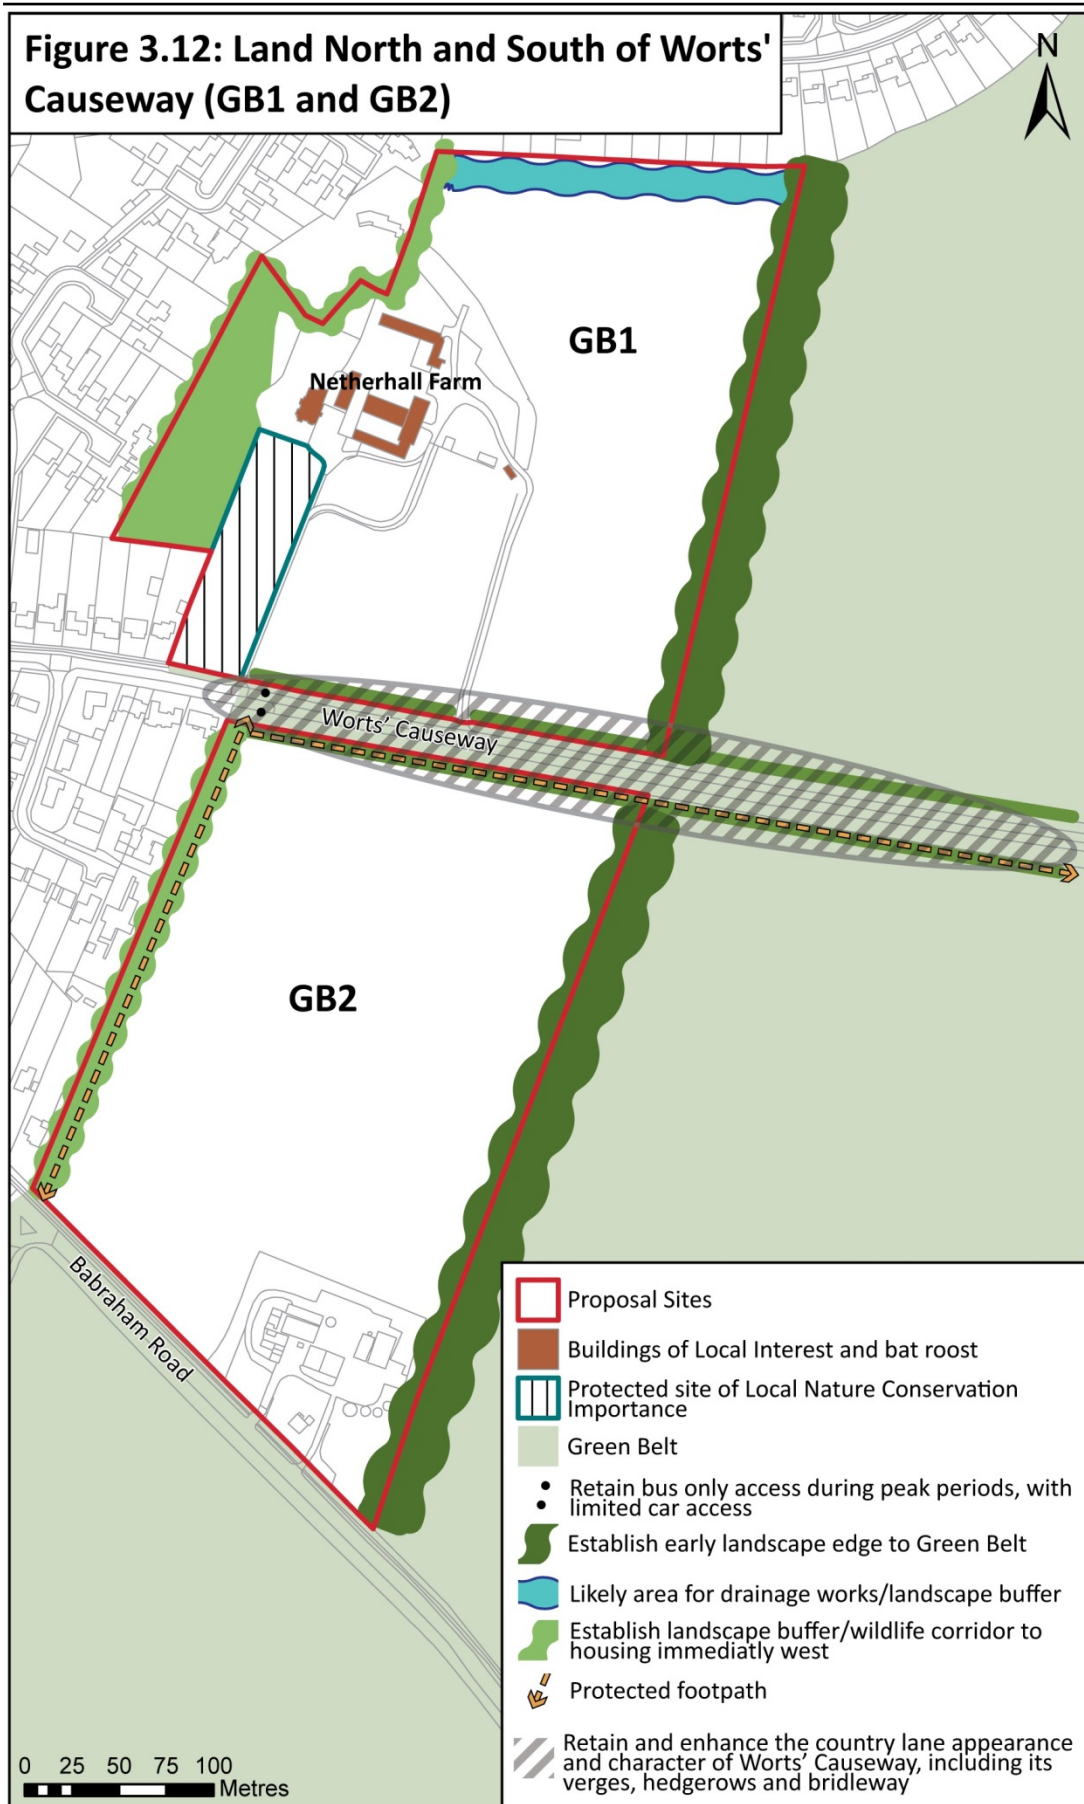 Figure 3.12: Land North and South of Worts'
Causeway (GB1 and GB2)
N
GB1
Netherhall Farm
Worts' Causeway
GB2
Babraham Road
Proposal Sites
Buildings of Local Interest and bat roost
Protected site of Local Nature Conservation
Importance
Green Belt
Retain bus only access during peak periods, with
limited car access
Establish early landscape edge to Green Belt
Likely area for drainage works/landscape buffer
Establish landscape buffer/wildlife corridor to
housing immediatly west
Protected footpath
Retain and enhance the country lane appearance
and character of Worts' Causeway, including its
verges, hedgerows and bridleway
0 25 50 75 100
Metres